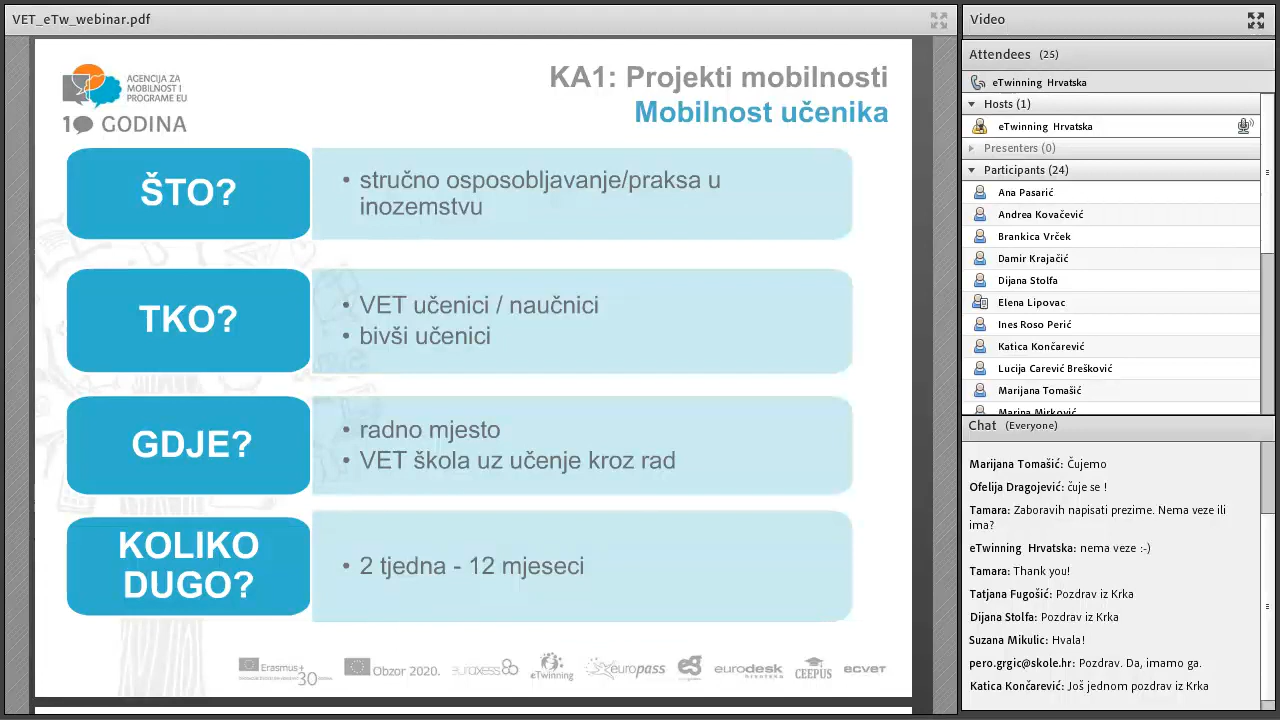 VET_eTw_webinar.pdf
AGENCIJA ZA
MOBILNOST I
PROGRAME EU
10 GODINA
KA1: Projekti mobilnosti
Mobilnost učenika
ŠTO?
• stručno osposobljavanje/praksa u
inozemstvu
TKO?
• VET učenici / naučnici
• bivši učenici
GDJE?
• radno mjesto
• VET škola uz učenje kroz rad
KOLIKO
DUGO?
• 2 tjedna - 12 mjeseci
Erasmus+
30
Obzor 2020.
euraxess
eTwinning
europass
eurodesk
hrvatska
CEEPUS
ECVET
Video
Attendees (25)
eTwinning Hrvatska
Hosts (1)
eTwinning Hrvatska
Presenters (0)
Participants (24)
Ana Pasarić
Andrea Kovačević
Brankica Vrček
Damir Krajačić
Dijana Stolfa
Elena Lipovac
Ines Roso Perić
Katica Končarević
Lucija Carević Brešković
Marijana Tomašić
Marina Mirković
Chat (Everyone)
Marijana Tomašić: Čujemo
Ofelija Dragojević: čuje se !
Tamara: Zaboravih napisati prezime. Nema veze ili
ima?
eTwinning Hrvatska: nema veze :-)
Tamara: Thank you!
Tatjana Fugošić: Pozdrav iz Krka
Dijana Stolfa: Pozdrav iz Krka
Suzana Mikulic: Hvala!
pero.grgic@skole.hr: Pozdrav. Da, imamo ga.
Katica Končarević: Još jednom pozdrav iz Krka